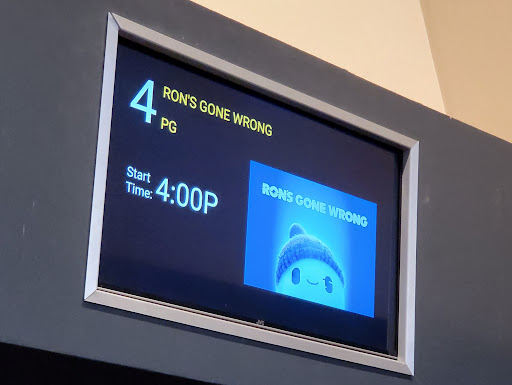 4
RON'S GONE WRONG
PG
Start
Time: 4:00P
RON'S GONE WRONG